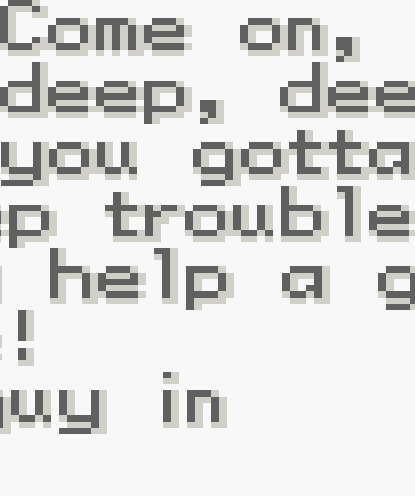 Come on,
deep, dee
you gotta
p trouble
help a g
!
uy in